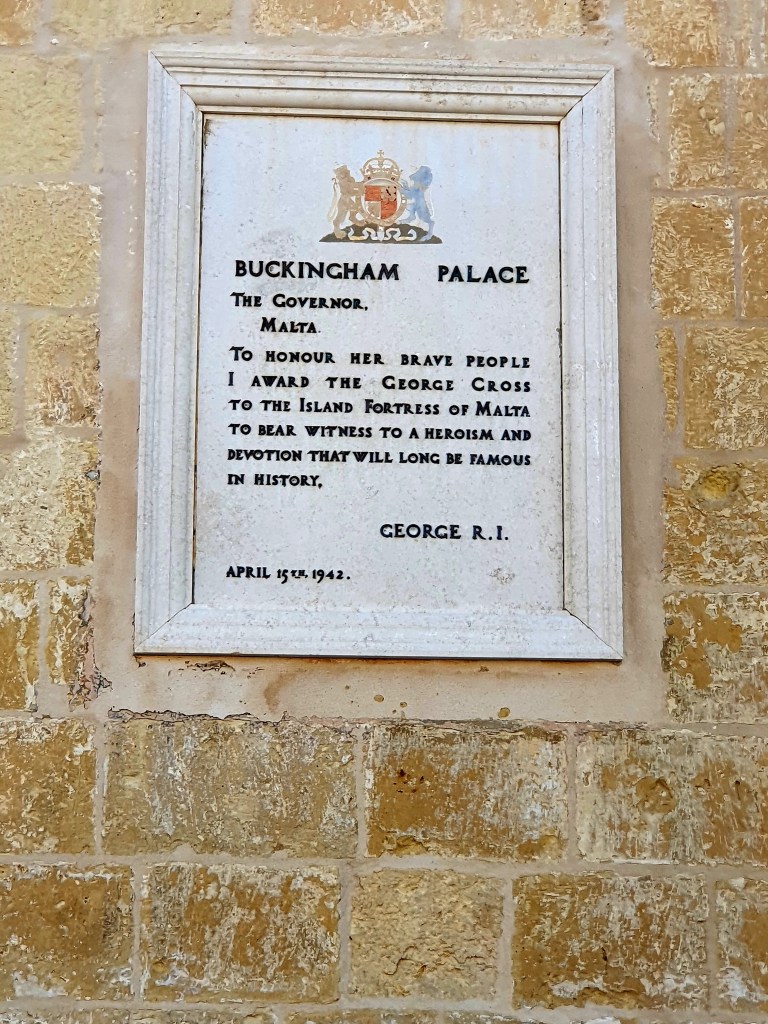 BUCKINGHAM PALACE
THE GOVERNOR,
MALTA.
TO HONOUR HER BRAVE PEOPLE
I AWARD THE GEORGE CROSS
TO THE ISLAND FORTRESS OF MALTA
TO BEAR WITNESS TO A HEROISM AND
DEVOTION THAT WILL LONG BE FAMOUS
IN HISTORY,
GEORGE R.I.
APRIL 15TH. 1942.